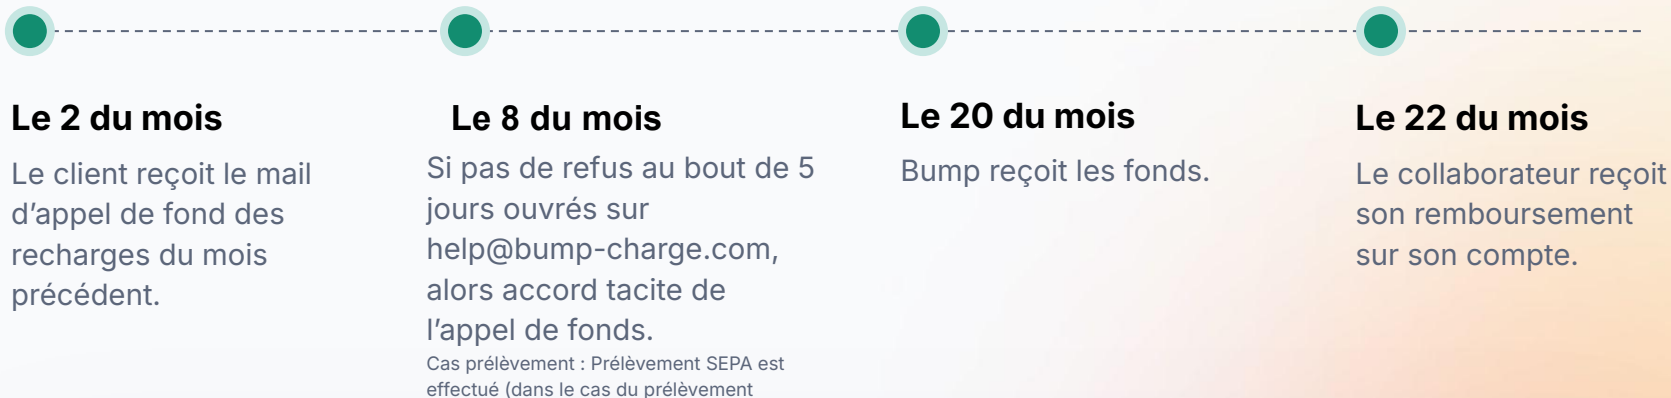 Le 2 du mois
Le client reçoit le mail
d’appel de fond des
recharges du mois
précédent.
Le 8 du mois
Si pas de refus au bout de 5
jours ouvrés sur
help@bump-charge.com,
alors accord tacite de
l’appel de fonds.
Cas prélèvement : Prélèvement SEPA est
effectué (dans le cas du prélèvement
Le 20 du mois
Bump reçoit les fonds.
Le 22 du mois
Le collaborateur reçoit
son remboursement
sur son compte.